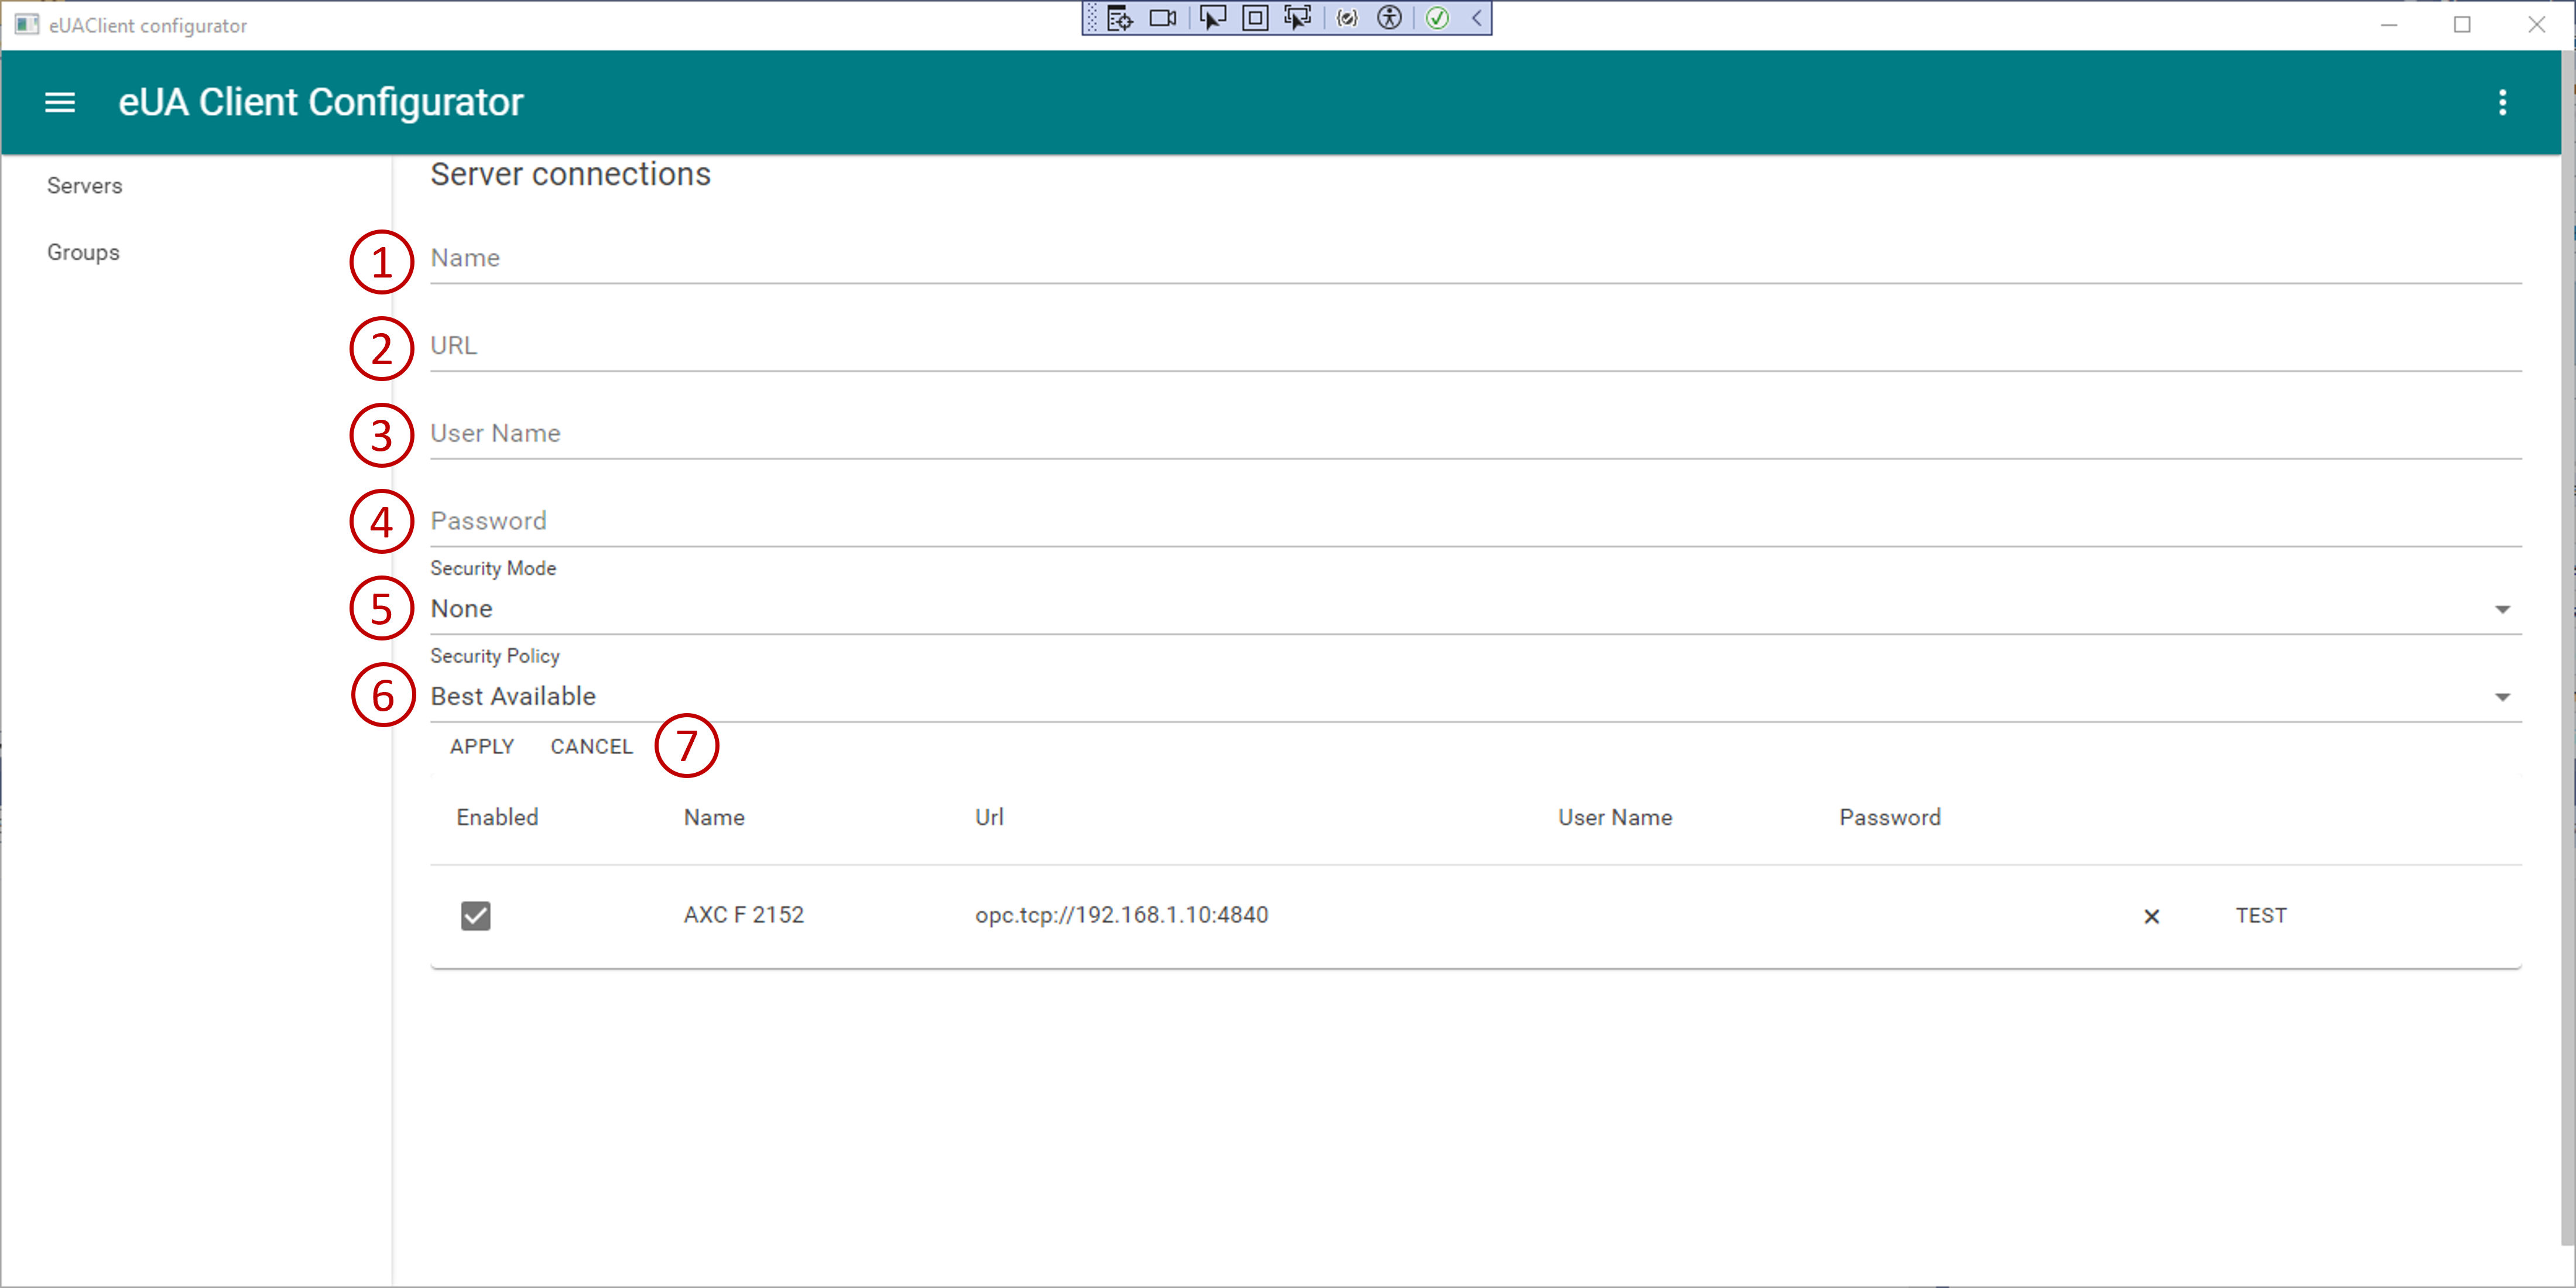 eUAClient configurator
eUA Client Configurator
Servers
Groups
Server connections
1 Name
2 URL
3 User Name
4 Password
Security Mode
5 None
Security Policy
6 Best Available
APPLY CANCEL 7
Enabled Name Url User Name Password
AXC F 2152 opc.tcp://192.168.1.10:4840 TEST